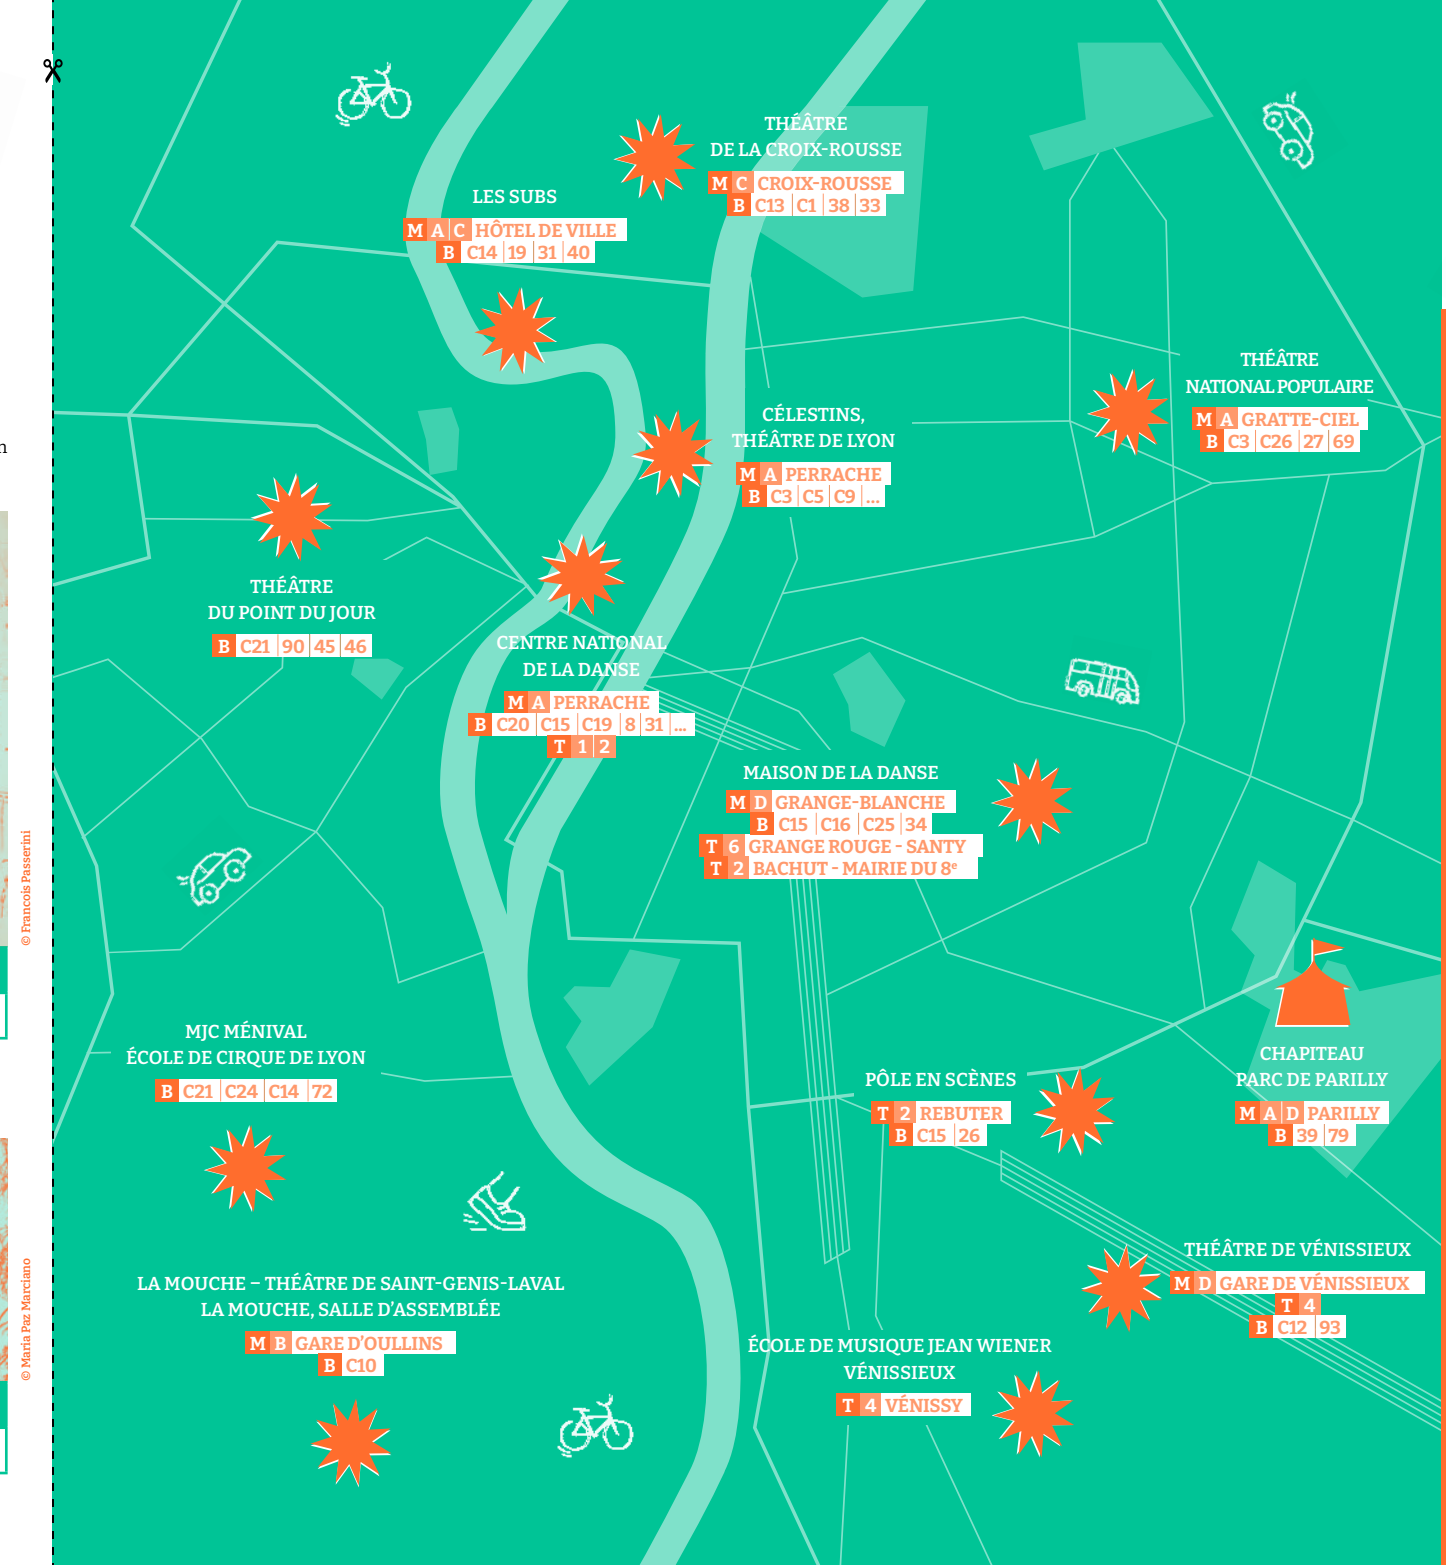 THÉÂTRE
DE LA CROIX-ROUSSE
M C CROIX-ROUSSE
B C13 C1 38 33
LES SUBS
M A C HÔTEL DE VILLE
B C14 19 31 40
THÉÂTRE
NATIONAL POPULAIRE
M A GRATTE-CIEL
B C3 C26 27 69
CÉLESTINS,
THÉÂTRE DE LYON
M A PERRACHE
B C3 C5 C9 ...
n
THÉÂTRE
DU POINT DU JOUR
B C21 90 45 46
CENTRE NATIONAL
DE LA DANSE
M A PERRACHE
B C20 C15 C19 8 31 ...
T 1 2
MAISON DE LA DANSE
M D GRANGE-BLANCHE
B C15 C16 C25 34
T 6 GRANGE ROUGE - SANTY
T 2 BACHUT - MAIRIE DU 8e
© Francois Passerini
MJC MÉNIVAL
ÉCOLE DE CIRQUE DE LYON
B C21 C24 C14 72
PÔLE EN SCÈNES
T 2 REBUTER
B C15 26
CHAPITEAU
PARC DE PARILLY
M A D PARILLY
B 39 79
THÉÂTRE DE VÉNISSIEUX
M D GARE DE VÉNISSIEUX
T 4
B C12 93
LA MOUCHE – THÉÂTRE DE SAINT-GENIS-LAVAL
LA MOUCHE, SALLE D'ASSEMBLÉE
M B GARE D'OULLINS
B C10
© Maria Paz Marciano
ÉCOLE DE MUSIQUE JEAN WIENER
VÉNISSIEUX
T 4 VÉNISSY